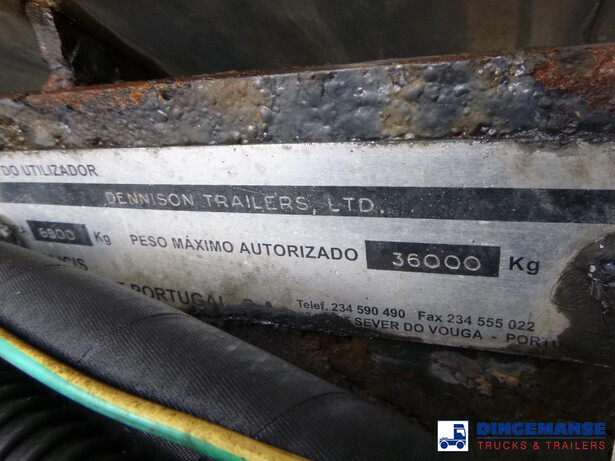 DO UTILIZADOR
DENNISON TRAILERS, LTD.
6900 Kg PESO MÁXIMO AUTORIZADO 36000 Kg
PORTUGAL, S.A. Telef. 234 590 490 Fax 234 555 022
SEVER DO VOUGA - PORTU
DINGEMANSE
TRUCKS & TRAILERS